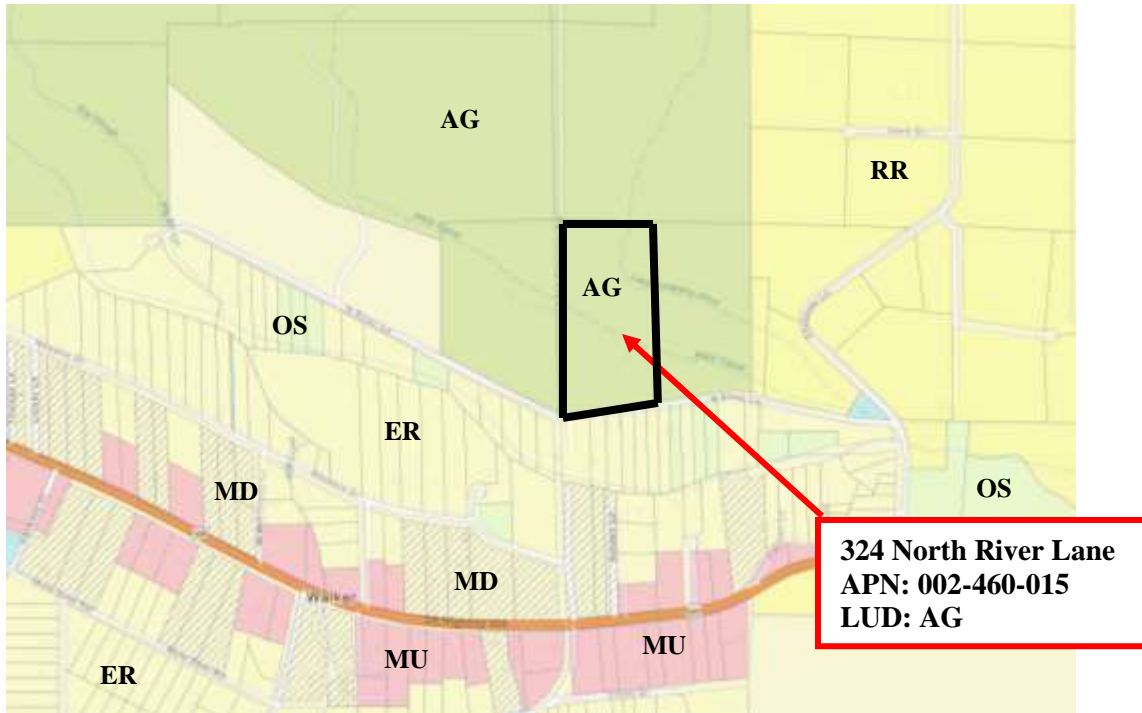 AG
RR
AG
OS
ER
MD
OS
324 North River Lane
APN: 002-460-015
LUD: AG
MD
Walker
MU
MU
ER